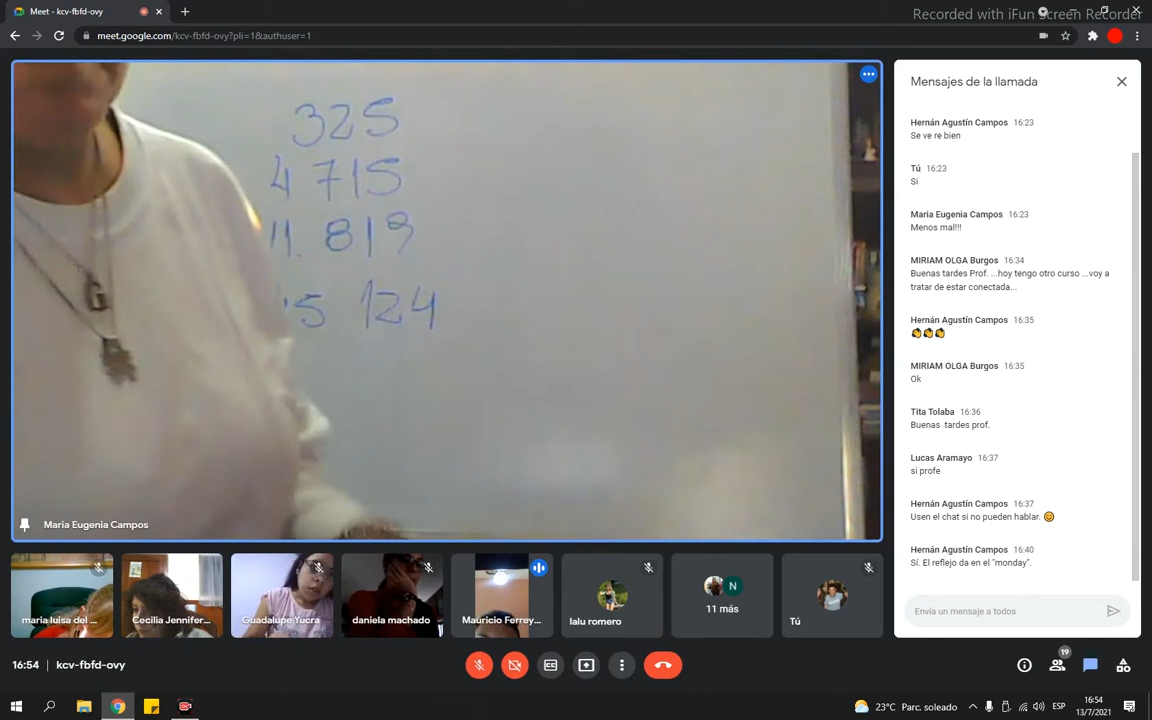 Meet - kcv-fbfd-ovy
Recorded with iFun Screen Recorder
meet.google.com/kcv-fbfd-ovy?pli=1&authuser=1
325
4 715
11. 819
124
Maria Eugenia Campos
Mensajes de la llamada
Hernán Agustín Campos 16:23
Se ve re bien
Tú 16:23
Si
Maria Eugenia Campos 16:23
Menos mal!!!
MIRIAM OLGA Burgos 16:34
Buenas tardes Prof. ...hoy tengo otro curso ...voy a
tratar de estar conectada...
Hernán Agustín Campos 16:35
MIRIAM OLGA Burgos 16:35
Ok
Tita Tolaba 16:36
Buenas tardes prof.
Lucas Aramayo 16:37
si profe
Hernán Agustín Campos 16:37
Usen el chat si no pueden hablar.
Hernán Agustín Campos 16:40
Sí. El reflejo da en el "monday".
Envía un mensaje a todos
maria luisa del ...
Cecilia Jennifer...
Guadalupe Yucra
daniela machado
Mauricio Ferrey...
lalu romero
N
11 más
Tú
16:54 | kcv-fbfd-ovy
19
23°C Parc. soleado
ESP
16:54
13/7/2021